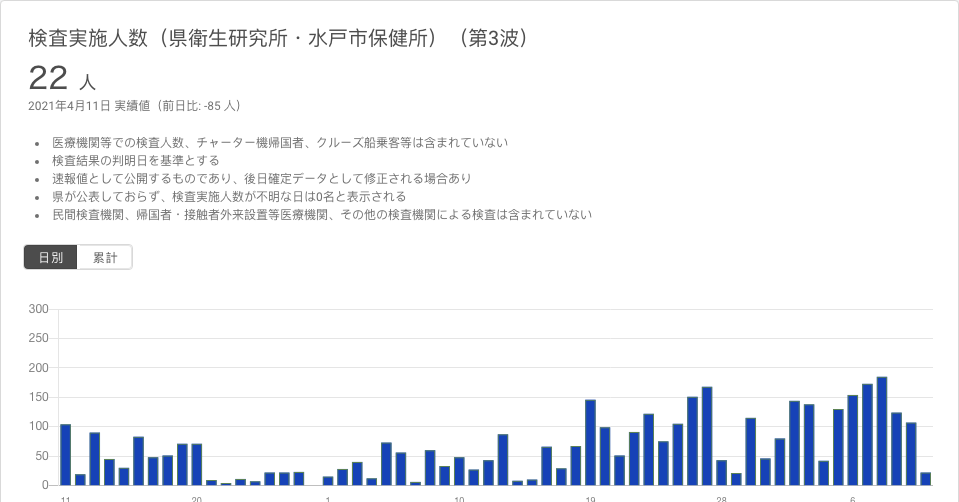 検査実施人数（県衛生研究所・水戸市保健所）（第3波）
22 人
2021年4月11日 実績値（前日比: -85 人）
医療機関等での検査人数、チャーター機帰国者、クルーズ船乗客等は含まれていない
検査結果の判明日を基準とする
速報値として公開するものであり、後日確定データとして修正される場合あり
県が公表しておらず、検査実施人数が不明な日は0名と表示される
民間検査機関、帰国者・接触者外来設置等医療機関、その他の検査機関による検査は含まれていない
日別 累計
300
250
200
150
100
50
0
11 20 1 10 19 28 6